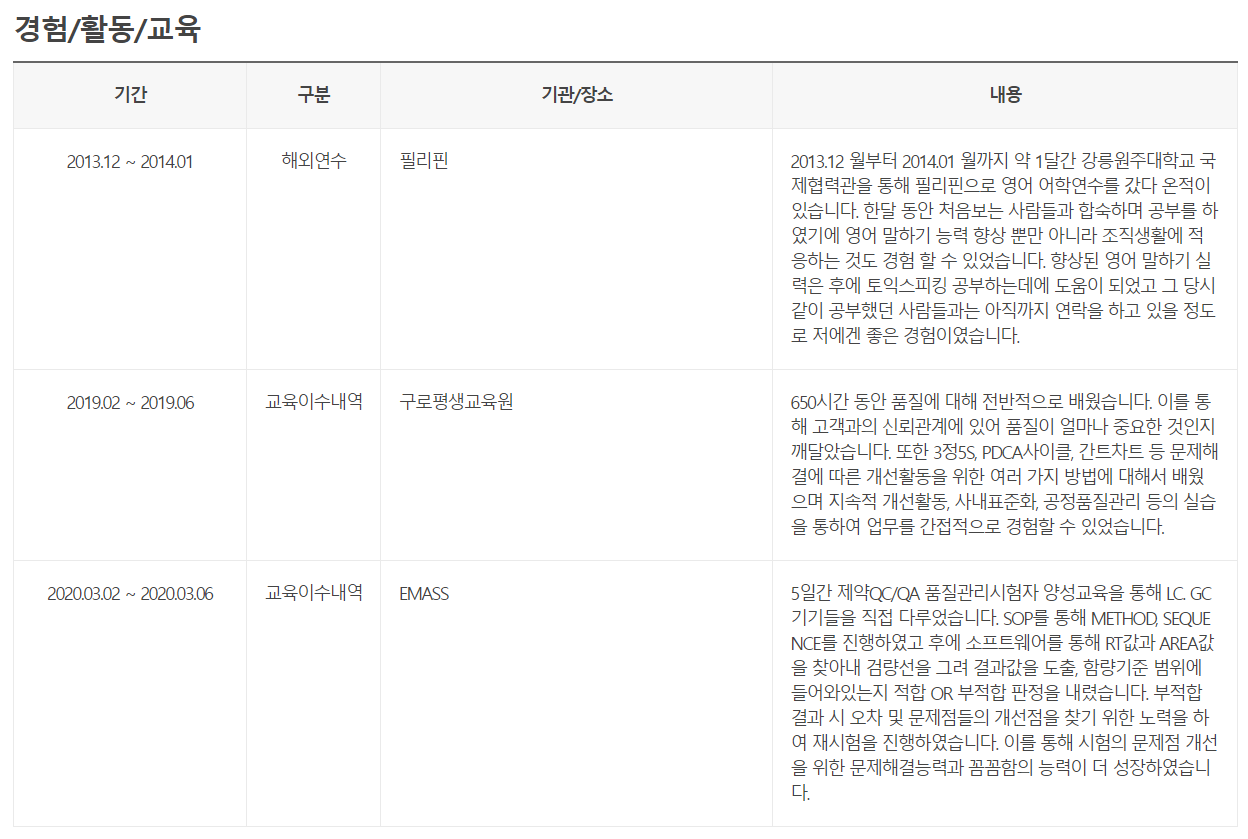 경험/활동/교육
기간 구분 기관/장소 내용
2013.12 ~ 2014.01 해외연수 필리핀 2013.12 월부터 2014.01 월까지 약 1달간 강릉원주대학교 국
제협력관을 통해 필리핀으로 영어 어학연수를 갔다 온적이
있습니다. 한달 동안 처음보는 사람들과 합숙하며 공부를 하
였기에 영어 말하기 능력 향상 뿐만 아니라 조직생활에 적
응하는 것도 경험 할 수 있었습니다. 향상된 영어 말하기 실
력은 후에 토익스피킹 공부하는데에 도움이 되었고 그 당시
같이 공부했던 사람들과는 아직까지 연락을 하고 있을 정도
로 저에겐 좋은 경험이였습니다.
2019.02 ~ 2019.06 교육이수내역 구로평생교육원 650시간 동안 품질에 대해 전반적으로 배웠습니다. 이를 통
해 고객과의 신뢰관계에 있어 품질이 얼마나 중요한 것인지
깨달았습니다. 또한 3정5S, PDCA사이클, 간트차트 등 문제해
결에 따른 개선활동을 위한 여러 가지 방법에 대해서 배웠
으며 지속적 개선활동, 사내표준화, 공정품질관리 등의 실습
을 통하여 업무를 간접적으로 경험할 수 있었습니다.
2020.03.02 ~ 2020.03.06 교육이수내역 EMASS 5일간 제약QC/QA 품질관리시험자 양성교육을 통해 LC. GC
기기들을 직접 다루었습니다. SOP를 통해 METHOD, SEQUE
NCE를 진행하였고 후에 소프트웨어를 통해 RT값과 AREA값
을 찾아내 검량선을 그려 결과값을 도출, 함량기준 범위에
들어와있는지 적합 OR 부적합 판정을 내렸습니다. 부적합
결과 시 오차 및 문제점들의 개선점을 찾기 위한 노력을 하
여 재시험을 진행하였습니다. 이를 통해 시험의 문제점 개선
을 위한 문제해결능력과 꼼꼼함의 능력이 더 성장하였습니
다.